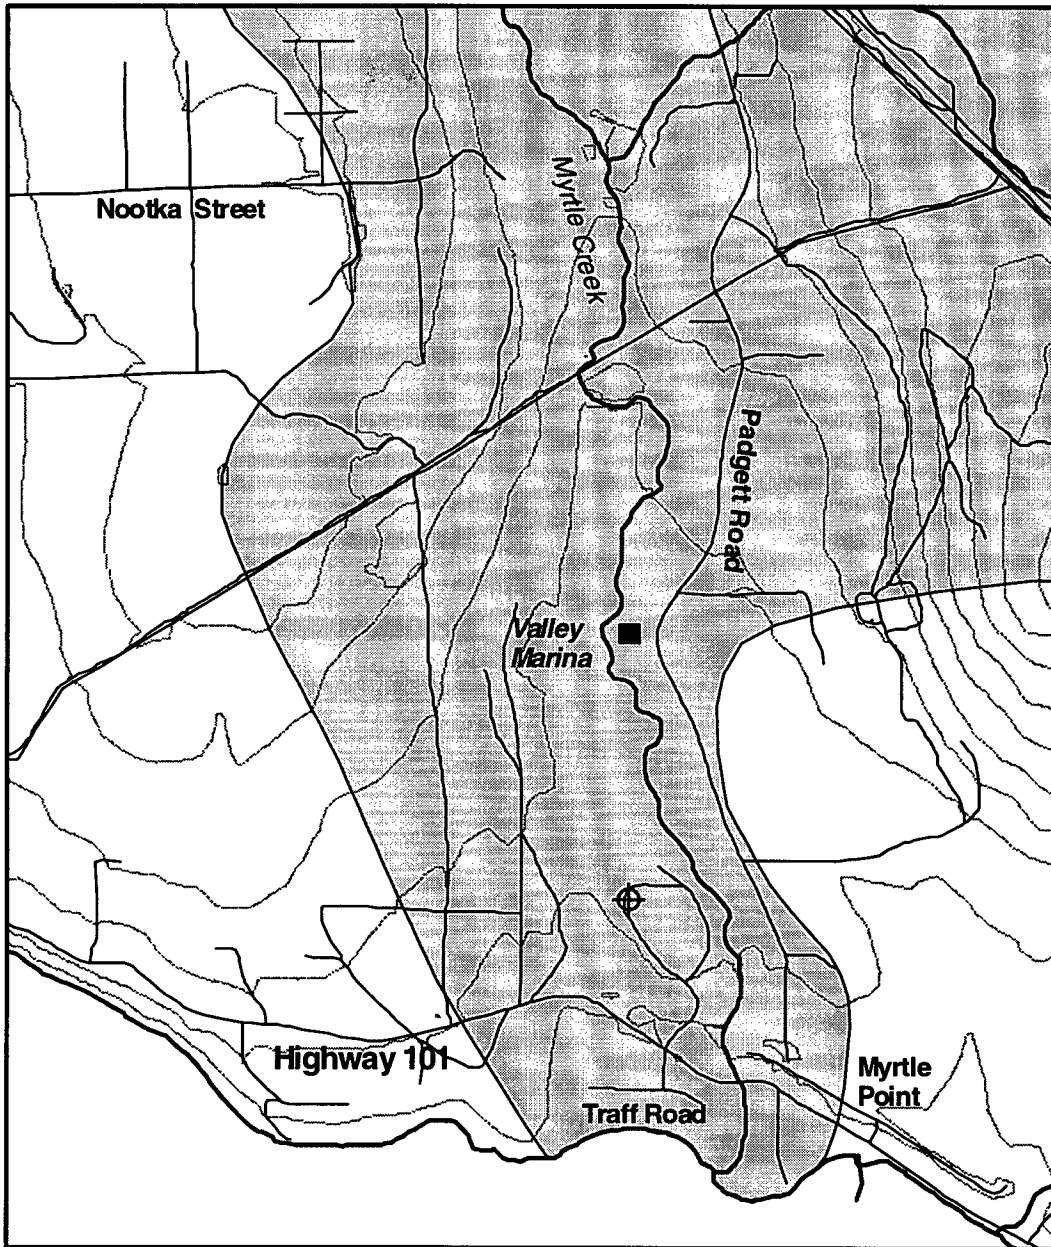 Nootka Street
Myrtle Creek
Padgett Road
Valley
Marina
Highway 101
Myrtle
Point
Traff Road